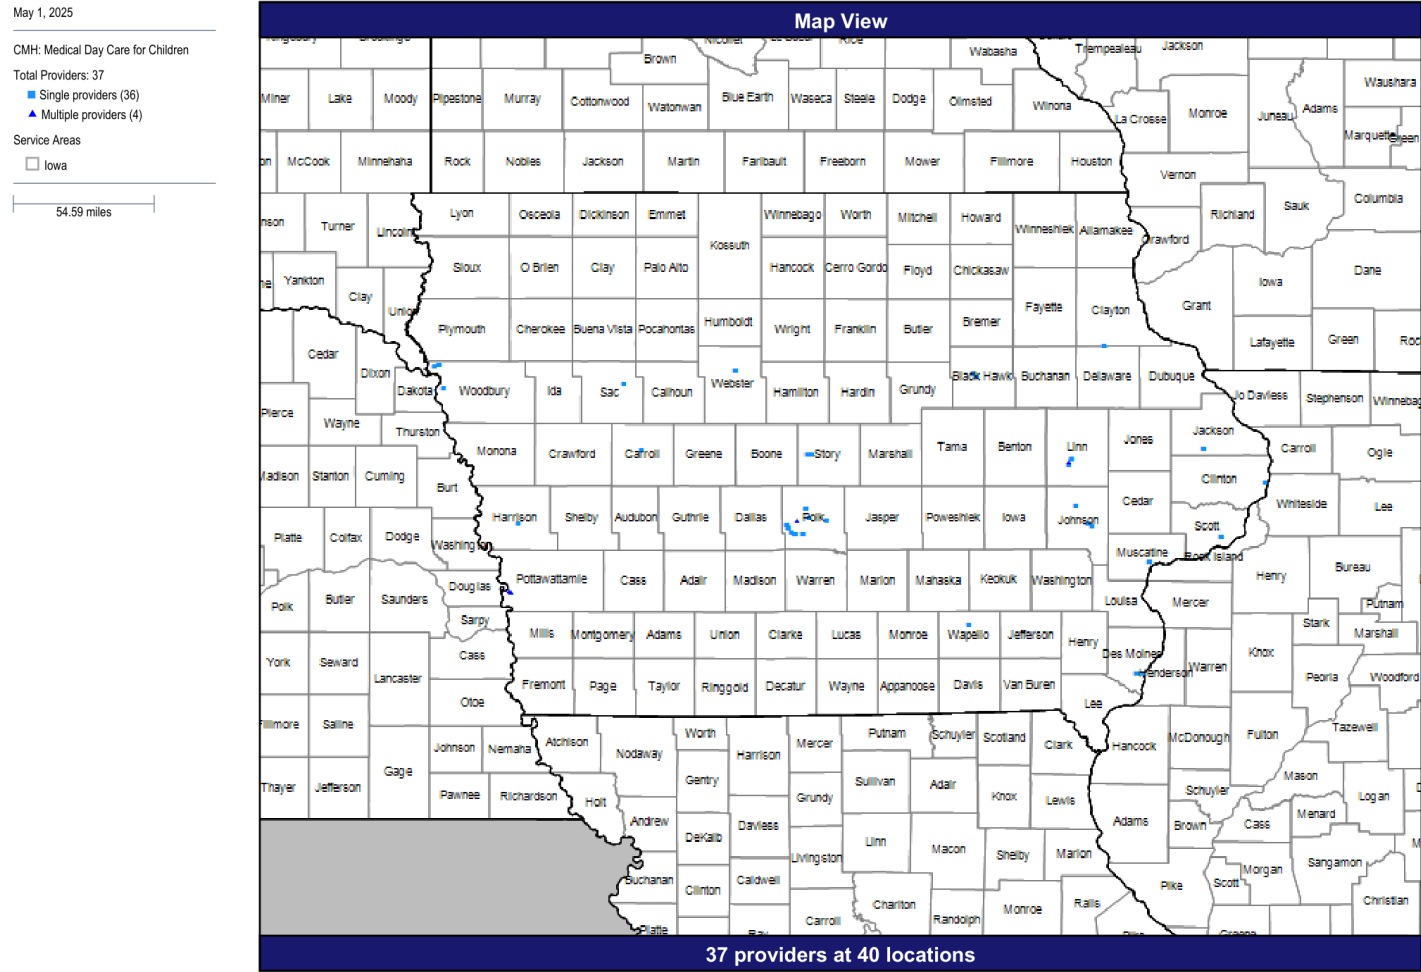 May 1, 2025
Map View
CMH: Medical Day Care for Children
Total Providers: 37
Single providers (36)
Multiple providers (4)
Service Areas
Iowa
54.59 miles
Brown Wabasha Trempealeau Jackson
Miner Lake Moody Pipestone Murray Cottonwood Watonwan Blue Earth Waseca Steele Dodge Olmsted Winona La Crosse Monroe Juneau Adams Waushara
Marquette Green
McCook Minnehaha Rock Nobles Jackson Martin Faribault Freeborn Mower Fillmore Houston Vernon
Turner Lincoln Lyon Osceola Dickinson Emmet Kossuth Winnebago Worth Mitchell Howard Winneshiek Allamakee Crawford Richland Sauk Columbia
Yankton Clay Union Sioux O Brien Clay Palo Alto Hancock Cerro Gordo Floyd Chickasaw Fayette Clayton Grant Iowa Dane
Cedar Dixon Dakota Plymouth Cherokee Buena Vista Pocahontas Humboldt Wright Franklin Butler Bremer Lafayette Green
Pierce Wayne Thurston Woodbury Ida Sac Calhoun Webster Hamilton Hardin Grundy Black Hawk Buchanan Delaware Dubuque Jo Daviess Stephenson
Madison Stanton Cuming Burt Monona Crawford Carroll Greene Boone Story Marshall Tama Benton Linn Jones Jackson Carroll Ogle
Clinton Whiteside Lee
Platte Colfax Dodge Washington Harrison Shelby Audubon Guthrie Dallas Polk Jasper Poweshiek Iowa Johnson Cedar Scott Rock Island
Polk Butler Saunders Douglas Sarpy Pottawattamie Cass Adair Madison Warren Marion Mahaska Keokuk Washington Muscatine Louisa Mercer Henry Bureau Putnam
Stark Marshall
York Seward Lancaster Cass Otoe Mills Montgomery Adams Union Clarke Lucas Monroe Wapello Jefferson Henry Des Moines Henderson Warren Knox Peoria Woodford
Fremont Page Taylor Ringgold Decatur Wayne Appanoose Davis Van Buren Lee
Fillmore Saline Johnson Nemaha Atchison Nodaway Worth Harrison Mercer Putnam Schuyler Scotland Clark Hancock McDonough Fulton Tazewell
Thayer Jefferson Gage Pawnee Richardson Holt Gentry Grundy Sullivan Adair Knox Lewis Schuyler Mason Logan
Andrew DeKalb Daviess Livingston Linn Macon Shelby Marion Adams Brown Cass Menard
Buchanan Clinton Caldwell Morgan Scott Sangamon
Platte Ray Carroll Chariton Randolph Monroe Ralls Pike Christian
37 providers at 40 locations